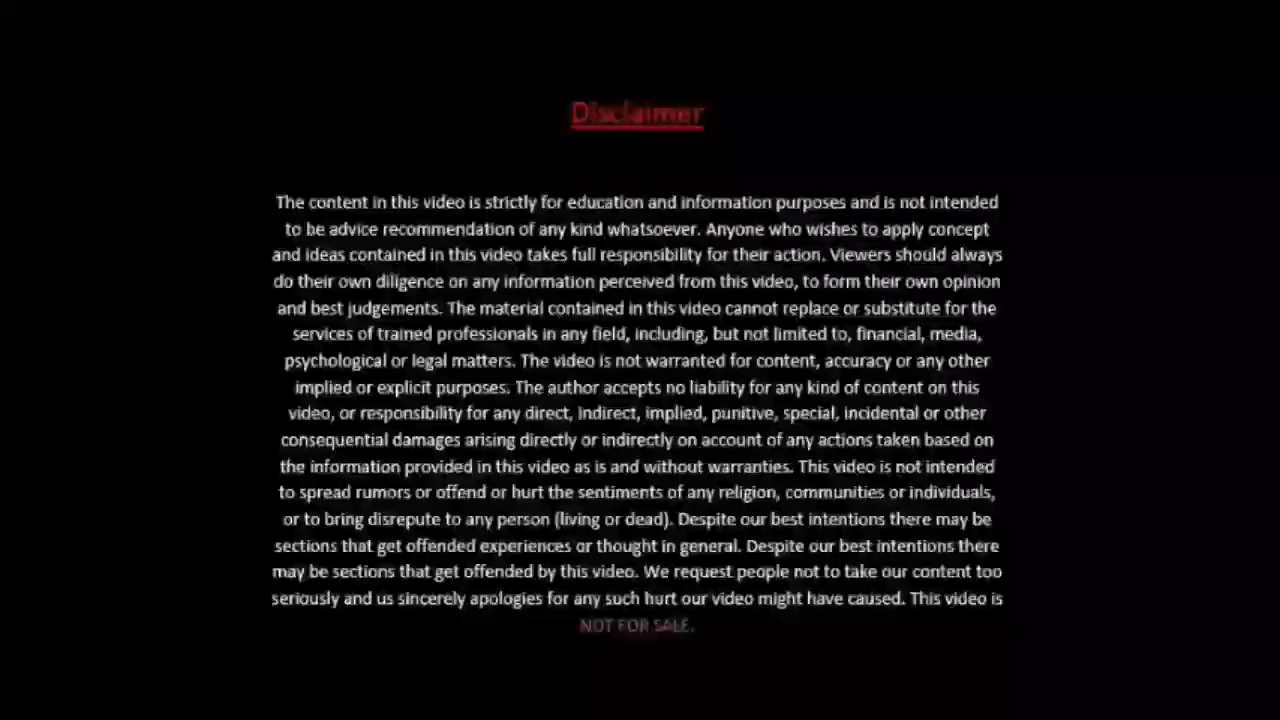 Disclaimer
The content in this video is strictly for education and information purposes and is not intended
to be advice recommendation of any kind whatsoever. Anyone who wishes to apply concept
and ideas contained in this video takes full responsibility for their action. Viewers should always
do their own diligence on any information perceived from this video, to form their own opinion
and best judgements. The material contained in this video cannot replace or substitute for the
services of trained professionals in any field, including, but not limited to, financial, media,
psychological or legal matters. The video is not warranted for content, accuracy or any other
implied or explicit purposes. The author accepts no liability for any kind of content on this
video, or responsibility for any direct, indirect, implied, punitive, special, incidental or other
consequential damages arising directly or indirectly on account of any actions taken based on
the information provided in this video as is and without warranties. This video is not intended
to spread rumors or offend or hurt the sentiments of any religion, communities or individuals,
or to bring disrepute to any person (living or dead). Despite our best intentions there may be
sections that get offended experiences or thought in general. Despite our best intentions there
may be sections that get offended by this video. We request people not to take our content too
seriously and us sincerely apologies for any such hurt our video might have caused. This video is
NOT FOR SALE.